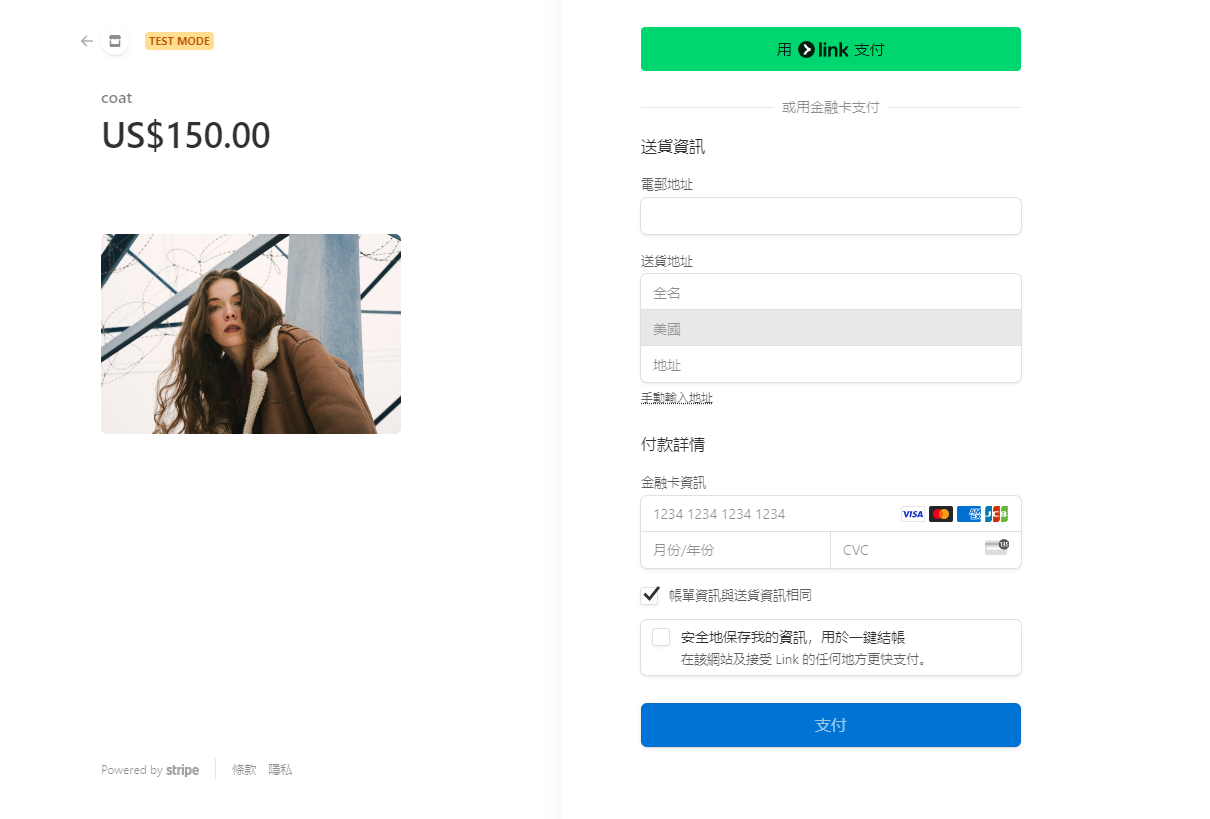 TEST MODE
coat
US$150.00
Powered by stripe
條款 隱私
用 link 支付
或用金融卡支付
送貨資訊
電郵地址
送貨地址
全名
美國
地址
手動輸入地址
付款詳情
金融卡資訊
1234 1234 1234 1234 VISA JCB
月份/年份 CVC 135
帳單資訊與送貨資訊相同
安全地保存我的資訊，用於一鍵結帳
在該網站及接受 Link 的任何地方更快支付。
支付